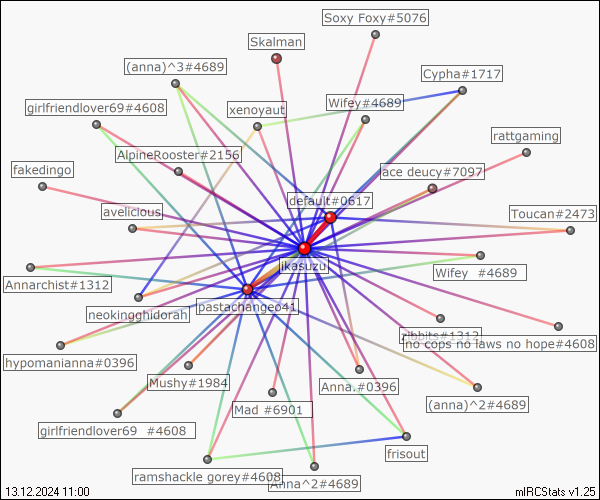 Soxy Foxy#5076
Skalman
(anna)^3#4689
Cypha#1717
girlfriendlover69#4608
xenoyaut
Wifey#4689
rattgaming
AlpineRooster#2156
fakedingo
ace deucy#7097
default#0617
avelicious
Toucan#2473
jikasuzu
Wifey #4689
Annarchist#1312
pastachangeo41
neokingghidorah
zibbits#1312
no cops no laws no hope#4608
hypomanianna#0396
Mushy#1984
Anna.#0396
Mad #6901
(anna)^2#4689
girlfriendlover69 #4608
frisout
ramshackle gorey#4608
Anna^2#4689
13.12.2024 11:00
mIRCStats v1.25